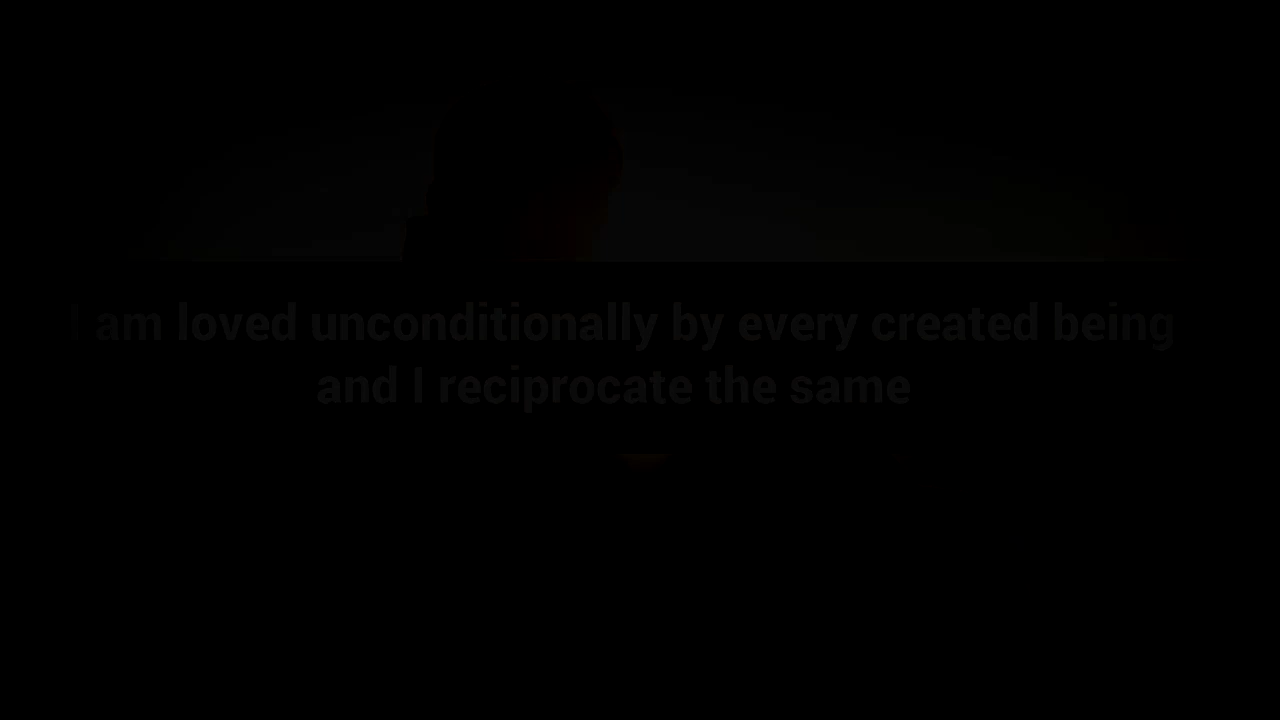 I am loved unconditionally by every created being
and I reciprocate the same